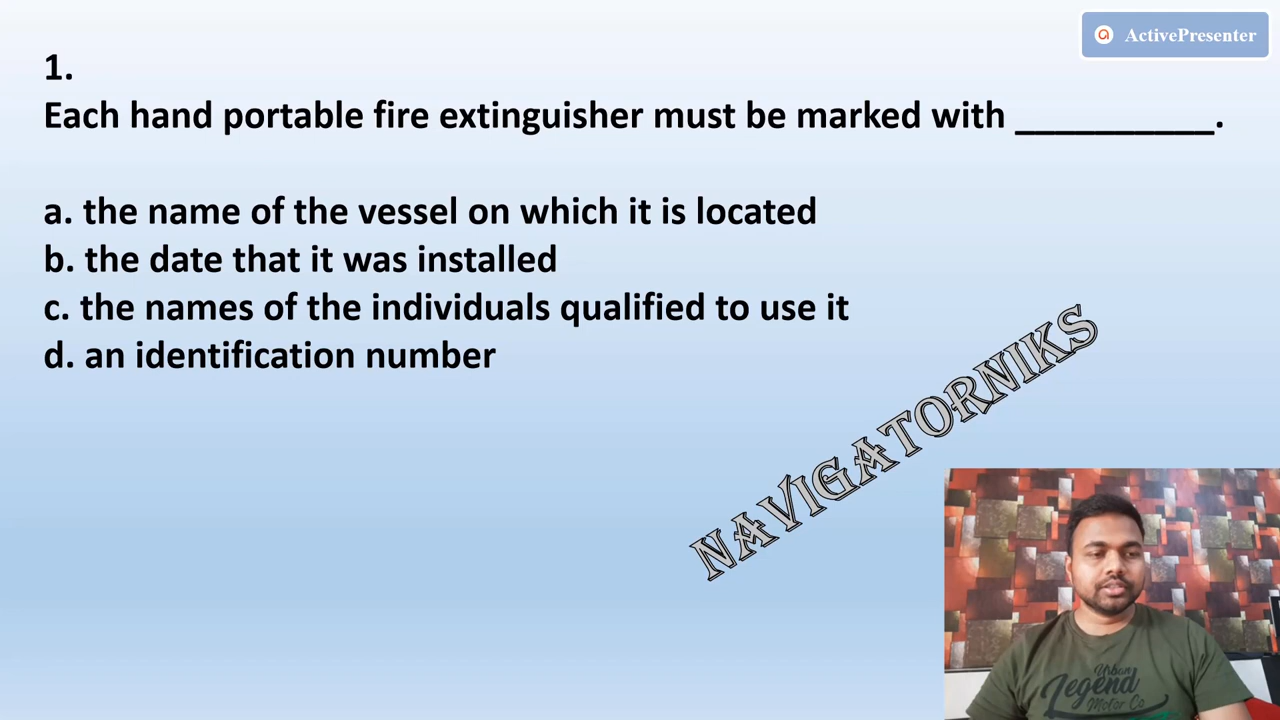 ActivePresenter
1.
Each hand portable fire extinguisher must be marked with __________.
a. the name of the vessel on which it is located
b. the date that it was installed
c. the names of the individuals qualified to use it
d. an identification number
NAVIGATORNIKS
Urban
Legend
Motor Co